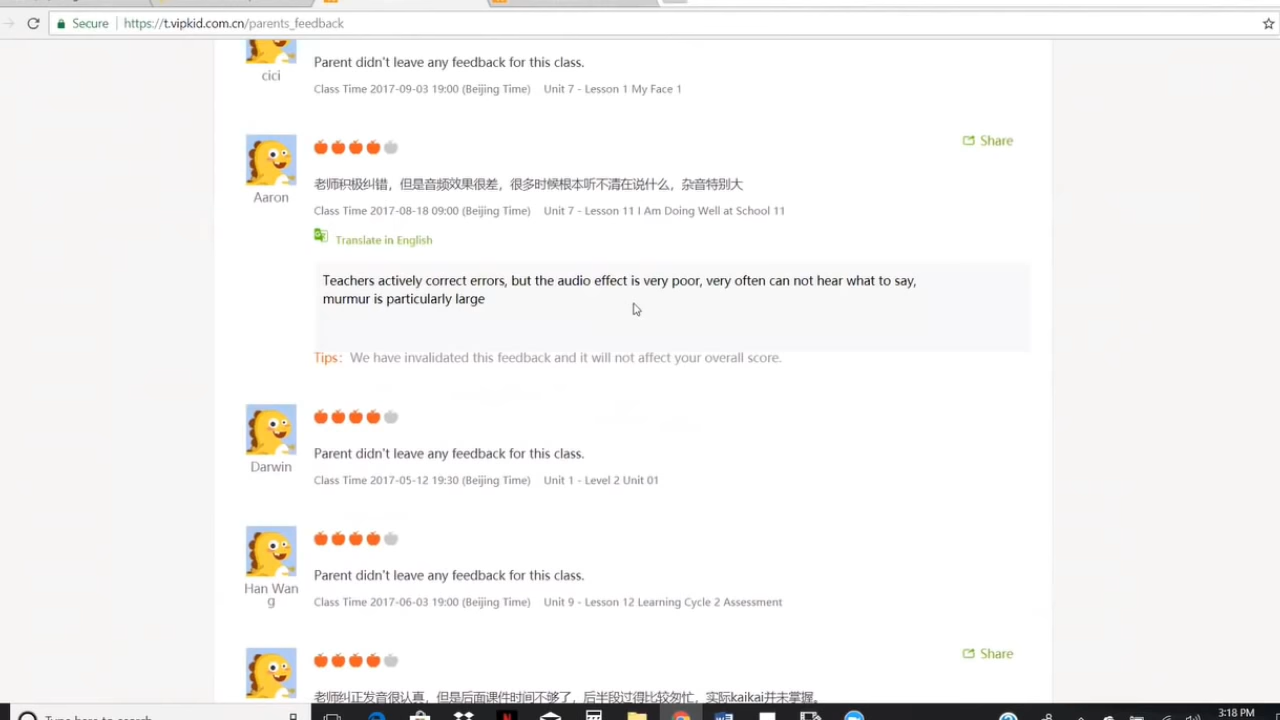 Secure
https://t.vipkid.com.cn/parents_feedback
cici
Parent didn't leave any feedback for this class.
Class Time 2017-09-03 19:00 (Beijing Time) Unit 7 - Lesson 1 My Face 1
Share
Aaron
老师积极纠错，但是音频效果很差，很多时候根本听不清在说什么，杂音特别大
Class Time 2017-08-18 09:00 (Beijing Time) Unit 7 - Lesson 11 I Am Doing Well at School 11
Translate in English
Teachers actively correct errors, but the audio effect is very poor, very often can not hear what to say,
murmur is particularly large
Tips: We have invalidated this feedback and it will not affect your overall score.
Darwin
Parent didn't leave any feedback for this class.
Class Time 2017-05-12 19:30 (Beijing Time) Unit 1 - Level 2 Unit 01
Han Wan
g
Parent didn't leave any feedback for this class.
Class Time 2017-06-03 19:00 (Beijing Time) Unit 9 - Lesson 12 Learning Cycle 2 Assessment
Share
老师纠正发音很认真，但是后面课件时间不够了，后半段过得比较匆忙，实际kaikai并未掌握。
Type here to search
3:18 PM